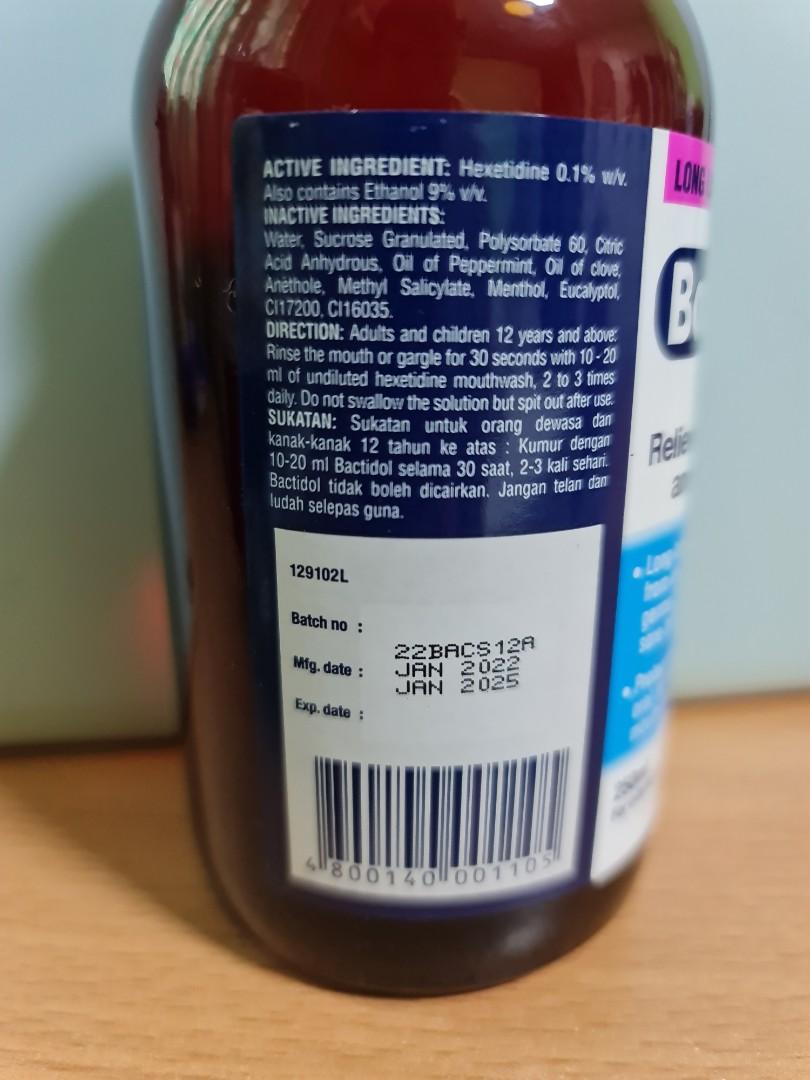 ACTIVE INGREDIENT: Hexetidine 0.1% w/v.
Also contains Ethanol 9% v/v.
INACTIVE INGREDIENTS:
Water, Sucrose Granulated, Polysorbate 60, Citric
Acid Anhydrous, Oil of Peppermint, Oil of clove,
Anethole, Methyl Salicylate, Menthol, Eucalyptol,
CI17200, CI16035.
DIRECTION: Adults and children 12 years and above:
Rinse the mouth or gargle for 30 seconds with 10 - 20
ml of undiluted hexetidine mouthwash, 2 to 3 times
daily. Do not swallow the solution but spit out after use.
SUKATAN: Sukatan untuk orang dewasa dan
kanak-kanak 12 tahun ke atas : Kumur dengan
10-20 ml Bactidol selama 30 saat, 2-3 kali sehari.
Bactidol tidak boleh dicairkan. Jangan telan dan
ludah selepas guna.
129102L
Batch no :
22BACS12A
Mfg. date :
JAN 2022
JAN 2025
Exp. date :
4 800140 001105
LONG